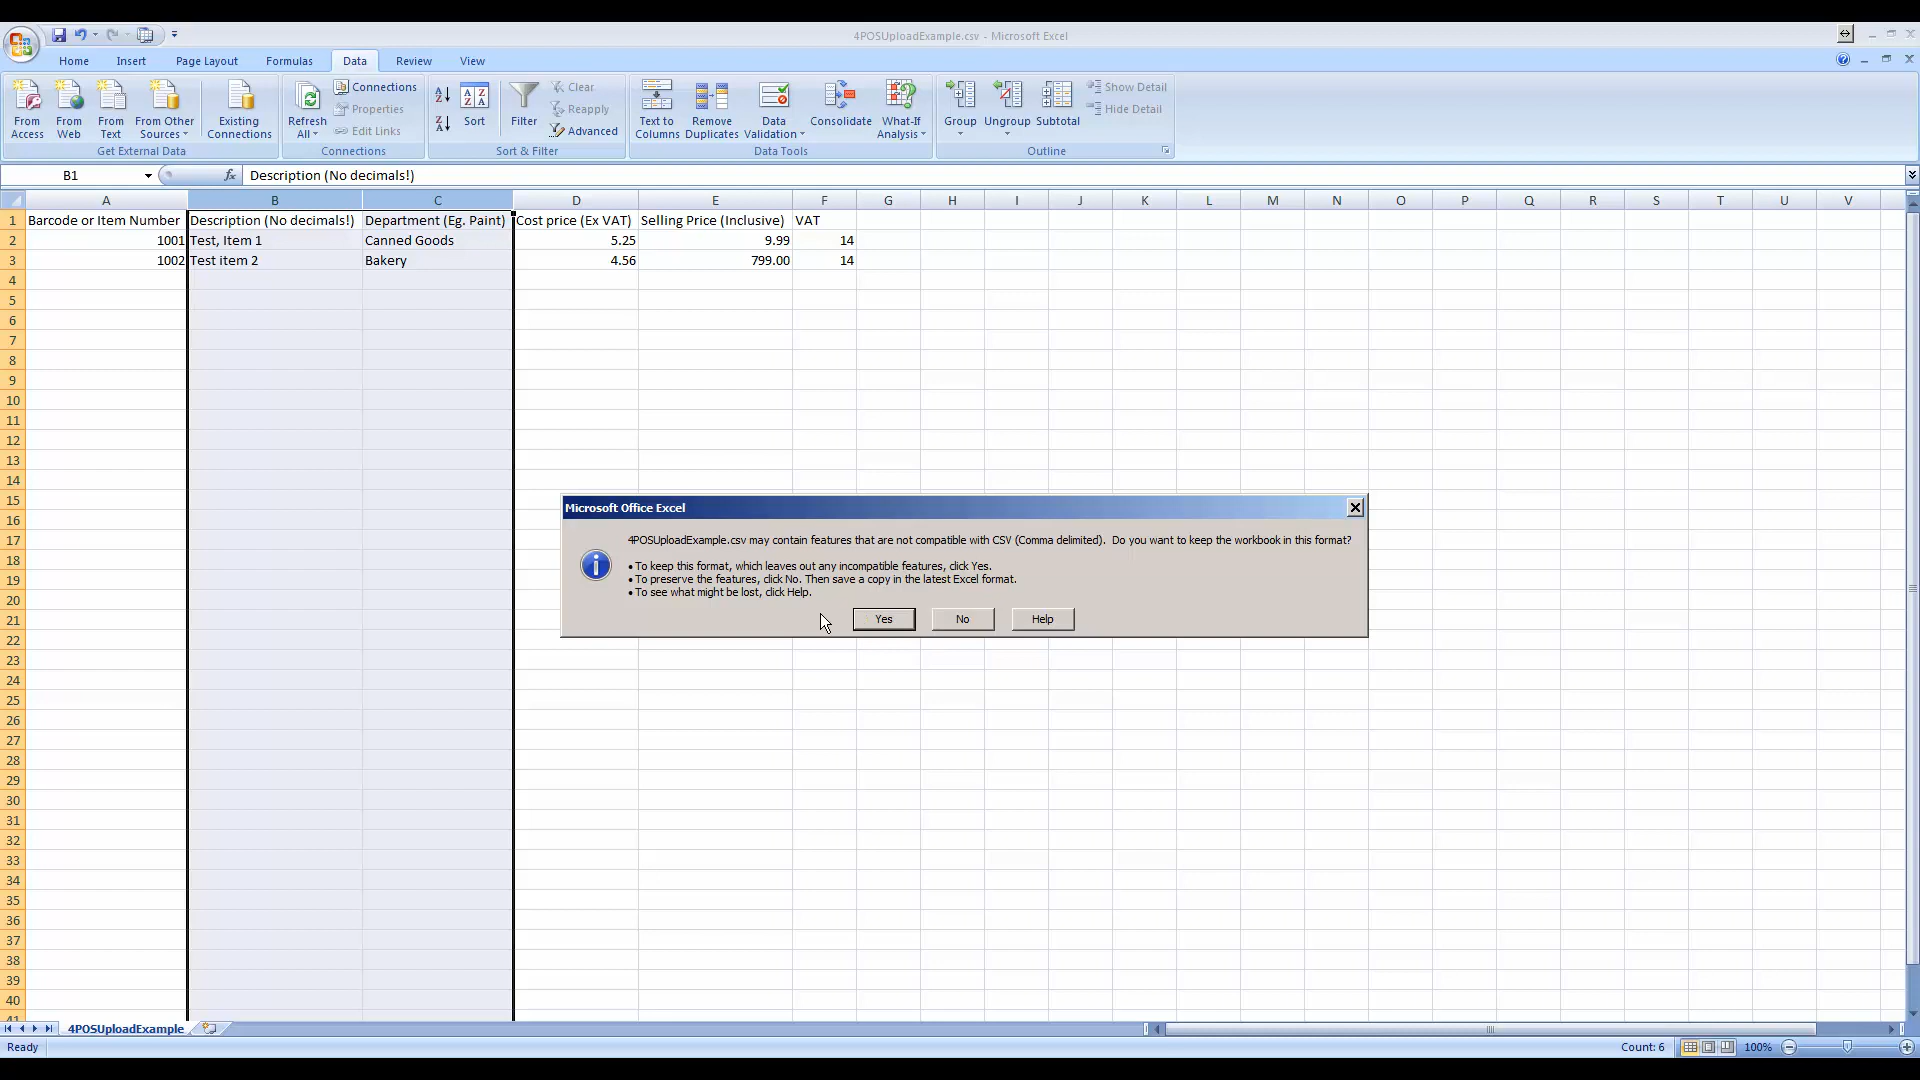 4POSUploadExample.csv - Microsoft Excel
Home Insert Page Layout Formulas Data Review View
From Access
From Web
From Text
From Other Sources
Existing Connections
Get External Data
Refresh All
Connections
Properties
Edit Links
Connections
Sort
Filter
Clear
Reapply
Advanced
Sort & Filter
Text to Columns
Remove Duplicates
Data Validation
Consolidate
What-If Analysis
Data Tools
Group
Ungroup
Subtotal
Show Detail
Hide Detail
Outline
B1 fx Description (No decimals!)
A B C D E F G H I J K L M N O P Q R S T U V
1 Barcode or Item Number Description (No decimals!) Department (Eg. Paint) Cost price (Ex VAT) Selling Price (Inclusive) VAT
2 1001 Test, Item 1 Canned Goods 5.25 9.99 14
3 1002 Test item 2 Bakery 4.56 799.00 14
4
5
6
7
8
9
10
11
12
13
14
15
16
17
18
19
20
21
22
23
24
25
26
27
28
29
30
31
32
33
34
35
36
37
38
39
40
41
Microsoft Office Excel
4POSUploadExample.csv may contain features that are not compatible with CSV (Comma delimited). Do you want to keep the workbook in this format?
• To keep this format, which leaves out any incompatible features, click Yes.
• To preserve the features, click No. Then save a copy in the latest Excel format.
• To see what might be lost, click Help.
Yes No Help
4POSUploadExample
Ready Count: 6 100%